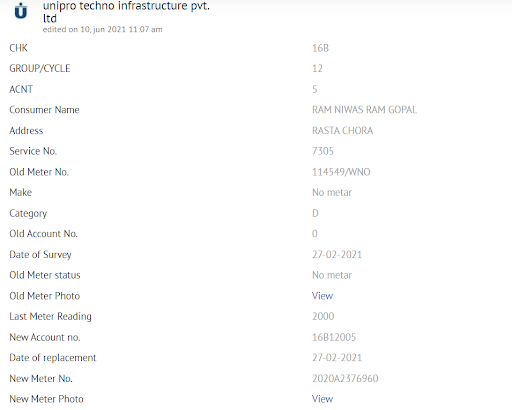 unipro techno infrastructure pvt.
ltd
edited on 10, jun 2021 11:07 am
CHK 16B
GROUP/CYCLE 12
ACNT 5
Consumer Name RAM NIWAS RAM GOPAL
Address RASTA CHORA
Service No. 7305
Old Meter No. 114549/WNO
Make No metar
Category D
Old Account No. 0
Date of Survey 27-02-2021
Old Meter status No metar
Old Meter Photo View
Last Meter Reading 2000
New Account no. 16B12005
Date of replacement 27-02-2021
New Meter No. 2020A2376960
New Meter Photo View